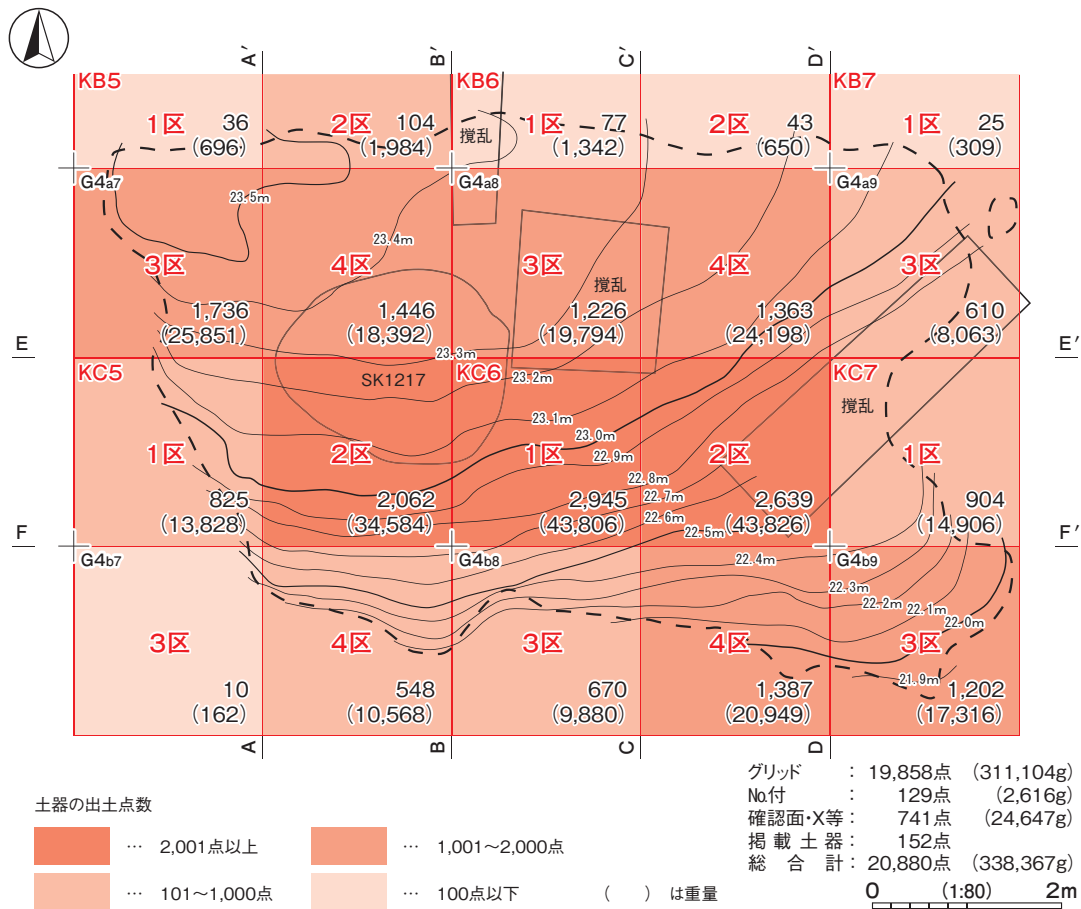 A' B' C' D'
KB5 KB6 KB7
1区 36 (696)
2区 104 (1,984)
撹乱
1区 77 (1,342)
2区 43 (650)
1区 25 (309)
G4a7 G4a8 G4a9
23.5m
23.4m
3区 1,736 (25,851)
4区 1,446 (18,392)
3区 撹乱 1,226 (19,794)
4区 1,363 (24,198)
3区 610 (8,063)
E E'
23.3m
KC5 KC6 KC7
SK1217
23.2m
撹乱
23.1m
23.0m
22.9m
22.8m
22.7m
22.6m
22.5m
1区 825 (13,828)
2区 2,062 (34,584)
1区 2,945 (43,806)
2区 2,639 (43,826)
1区 904 (14,906)
F F'
G4b7 G4b8 G4b9
22.4m
22.3m
22.2m
22.1m
22.0m
3区 10 (162)
4区 548 (10,568)
3区 670 (9,880)
4区 1,387 (20,949)
3区 1,202 (17,316)
21.9m
A B C D
グリッド : 19,858点 (311,104g)
No.付 : 129点 (2,616g)
確認面・X等 : 741点 (24,647g)
掲載土器 : 152点
総合計 : 20,880点 (338,367g)
土器の出土点数
… 2,001点以上
… 1,001~2,000点
… 101~1,000点
… 100点以下
( ) は重量
0 (1:80) 2m